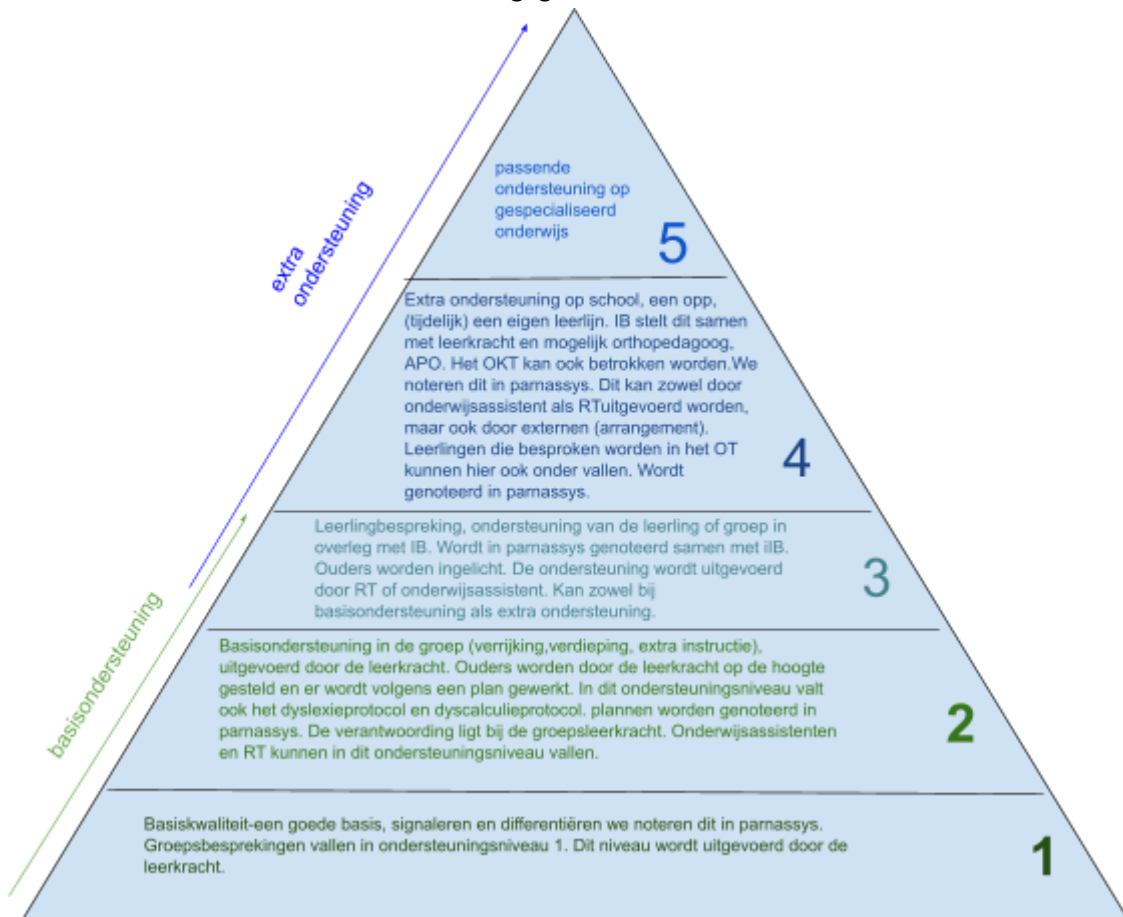 passende
ondersteuning op
gespecialiseerd
onderwijs
5
extra
ondersteuning
Extra ondersteuning op school, een opp,
(tijdelijk) een eigen leerlijn. IB stelt dit samen
met leerkracht en mogelijk orthopedagoog,
APO. Het OKT kan ook betrokken worden.We
noteren dit in parnassys. Dit kan zowel door
onderwijsassistent als RTuitgevoerd worden,
maar ook door externen (arrangement).
Leerlingen die besproken worden in het OT
kunnen hier ook onder vallen. Wordt
genoteerd in parnassys.
4
Leerlingbespreking, ondersteuning van de leerling of groep in
overleg met IB. Wordt in parnassys genoteerd samen met iIB.
Ouders worden ingelicht. De ondersteuning wordt uitgevoerd
door RT of onderwijsassistent. Kan zowel bij
basisondersteuning als extra ondersteuning.
3
basisondersteuning
Basisondersteuning in de groep (verrijking,verdieping, extra instructie),
uitgevoerd door de leerkracht. Ouders worden door de leerkracht op de hoogte
gesteld en er wordt volgens een plan gewerkt. In dit ondersteuningsniveau valt
ook het dyslexieprotocol en dyscalculieprotocol. plannen worden genoteerd in
parnassys. De verantwoording ligt bij de groepsleerkracht. Onderwijsassistenten
en RT kunnen in dit ondersteuningsniveau vallen.
2
Basiskwaliteit-een goede basis, signaleren en differentiëren we noteren dit in parnassys.
Groepsbesprekingen vallen in ondersteuningsniveau 1. Dit niveau wordt uitgevoerd door de
leerkracht.
1